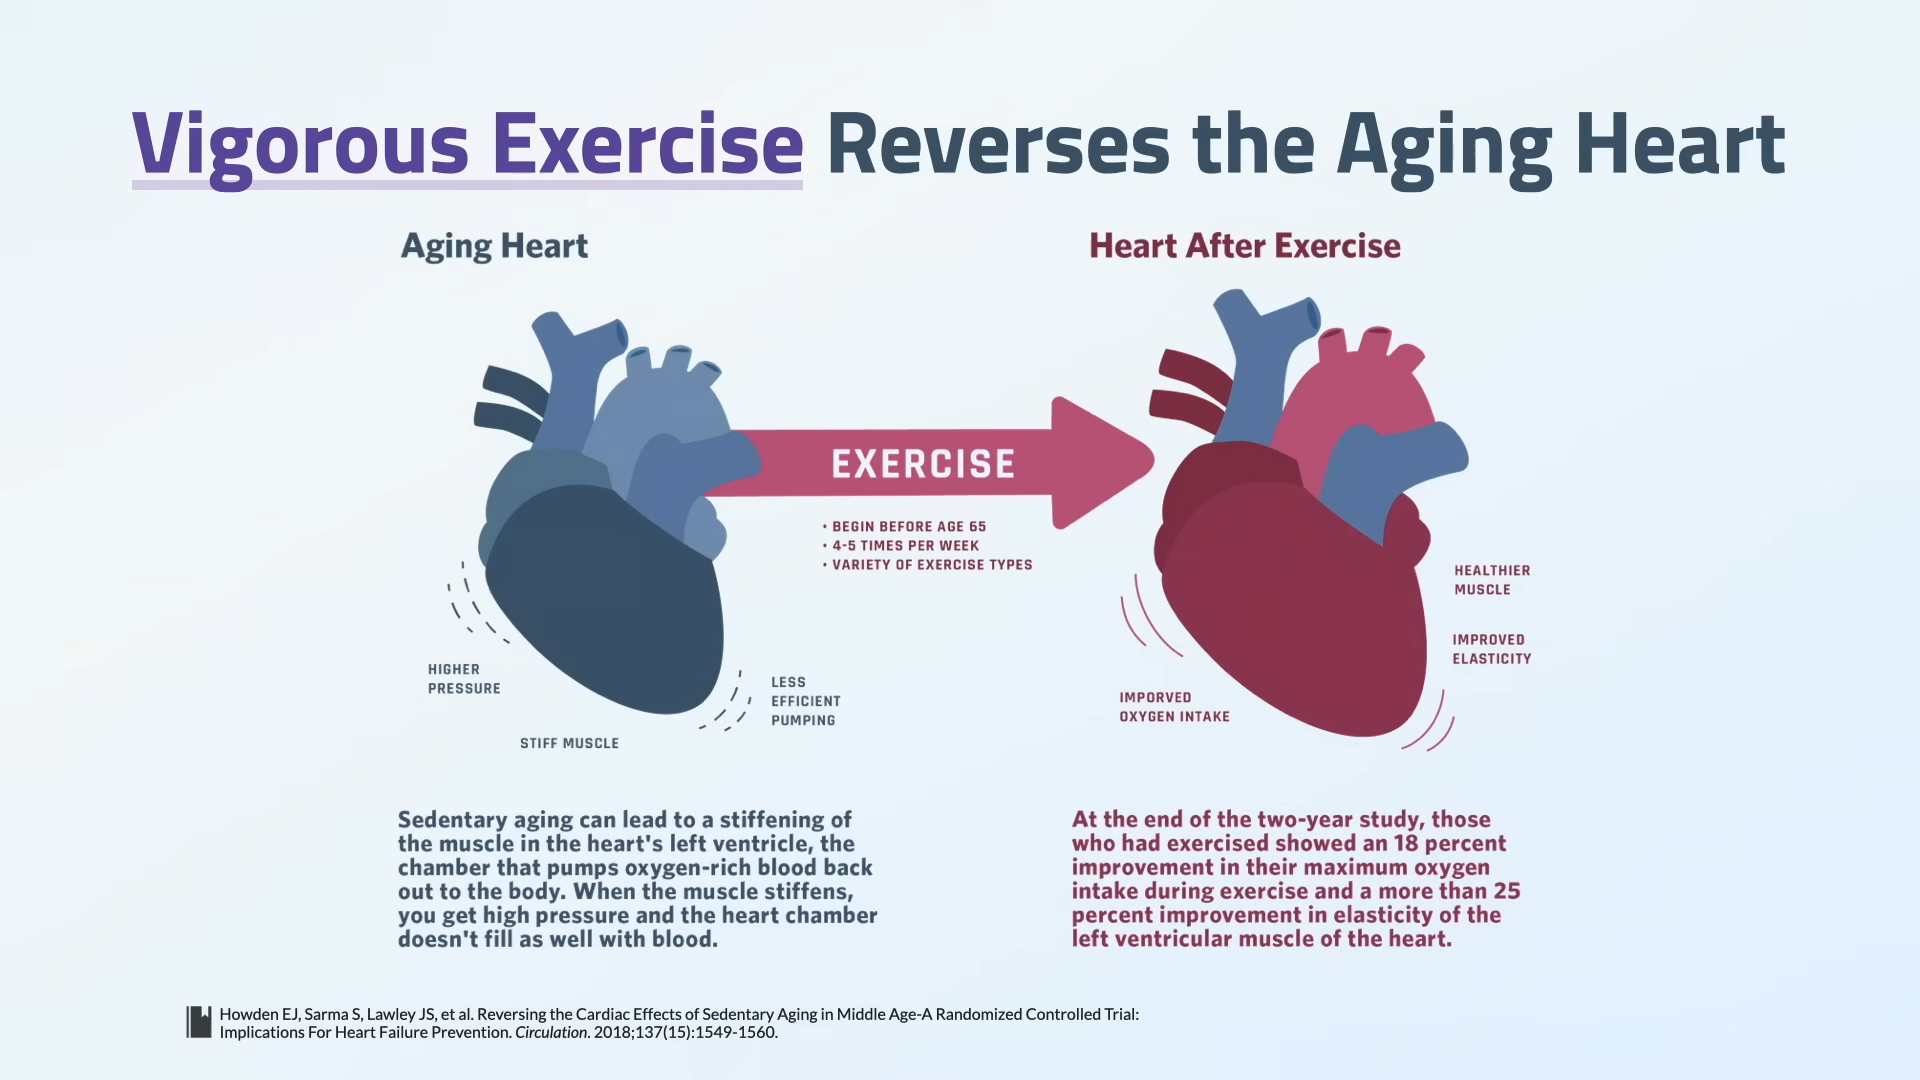 Vigorous Exercise Reverses the Aging Heart
Aging Heart
Heart After Exercise
EXERCISE
• BEGIN BEFORE AGE 65
• 4-5 TIMES PER WEEK
• VARIETY OF EXERCISE TYPES
HIGHER
PRESSURE
STIFF MUSCLE
LESS
EFFICIENT
PUMPING
HEALTHIER
MUSCLE
IMPROVED
ELASTICITY
IMPORVED
OXYGEN INTAKE
Sedentary aging can lead to a stiffening of
the muscle in the heart's left ventricle, the
chamber that pumps oxygen-rich blood back
out to the body. When the muscle stiffens,
you get high pressure and the heart chamber
doesn't fill as well with blood.
At the end of the two-year study, those
who had exercised showed an 18 percent
improvement in their maximum oxygen
intake during exercise and a more than 25
percent improvement in elasticity of the
left ventricular muscle of the heart.
Howden EJ, Sarma S, Lawley JS, et al. Reversing the Cardiac Effects of Sedentary Aging in Middle Age-A Randomized Controlled Trial:
Implications For Heart Failure Prevention. Circulation. 2018;137(15):1549-1560.